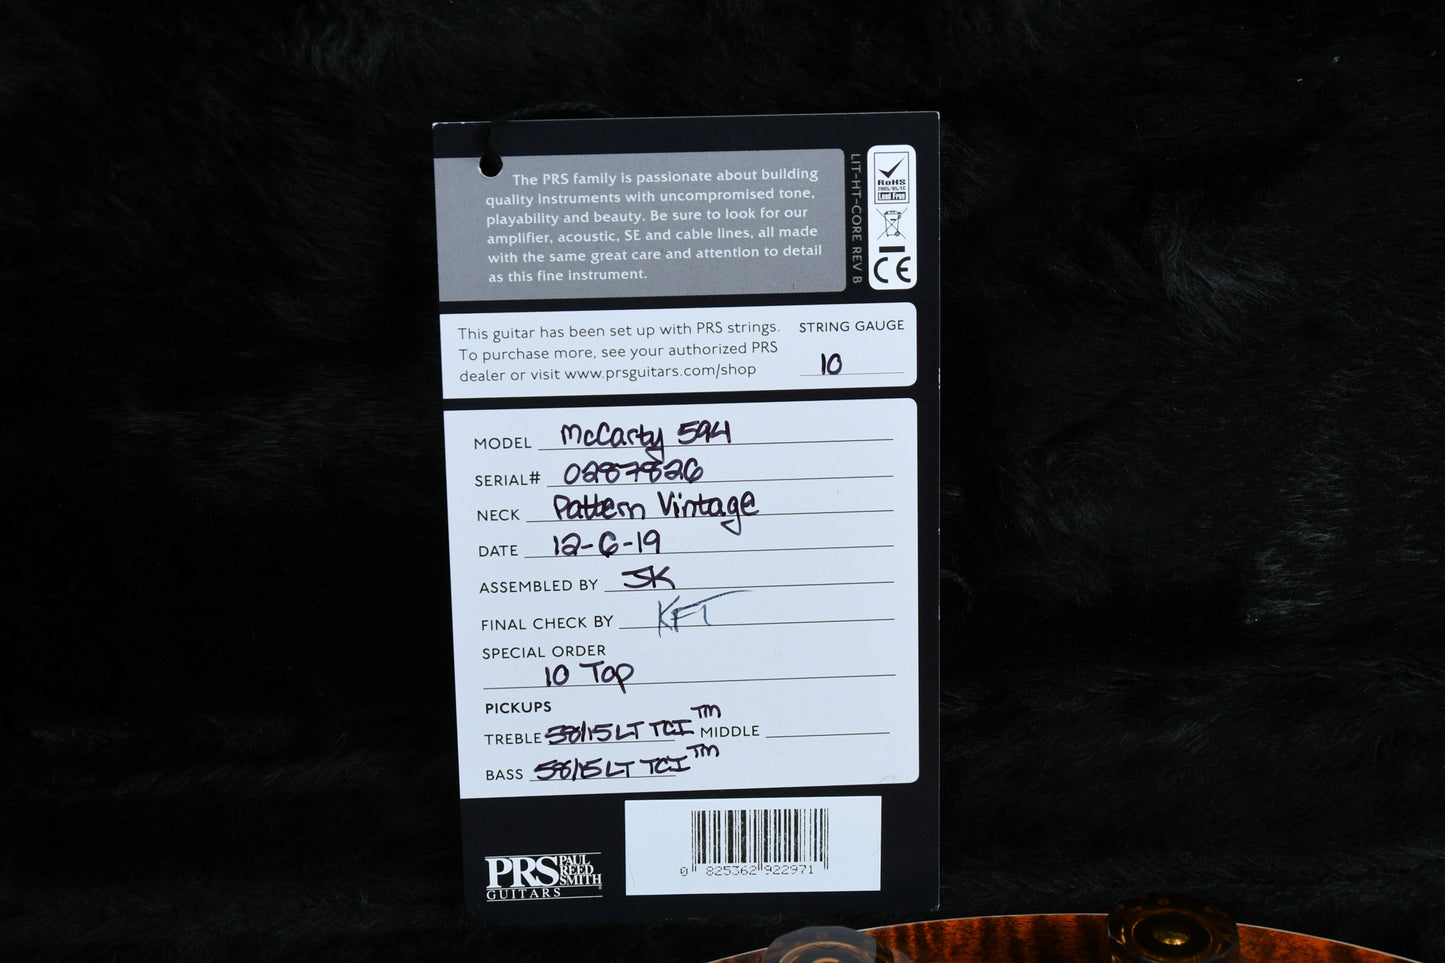 The PRS family is passionate about building
quality instruments with uncompromised tone,
playability and beauty. Be sure to look for our
amplifier, acoustic, SE and cable lines, all made
with the same great care and attention to detail
as this fine instrument.
LIT-HT-CORE REV B
RoHS
Lead Free
CE
This guitar has been set up with PRS strings.
To purchase more, see your authorized PRS
dealer or visit www.prsguitars.com/shop
STRING GAUGE
10
MODEL McCarty 594
SERIAL# 0287826
NECK Pattern Vintage
DATE 12-6-19
ASSEMBLED BY JK
FINAL CHECK BY KFT
SPECIAL ORDER
10 Top
PICKUPS
TREBLE 58/15 LT TCI™ MIDDLE
BASS 58/15 LT TCI™
PRS PAUL REED SMITH
GUITARS
0 825362 922971